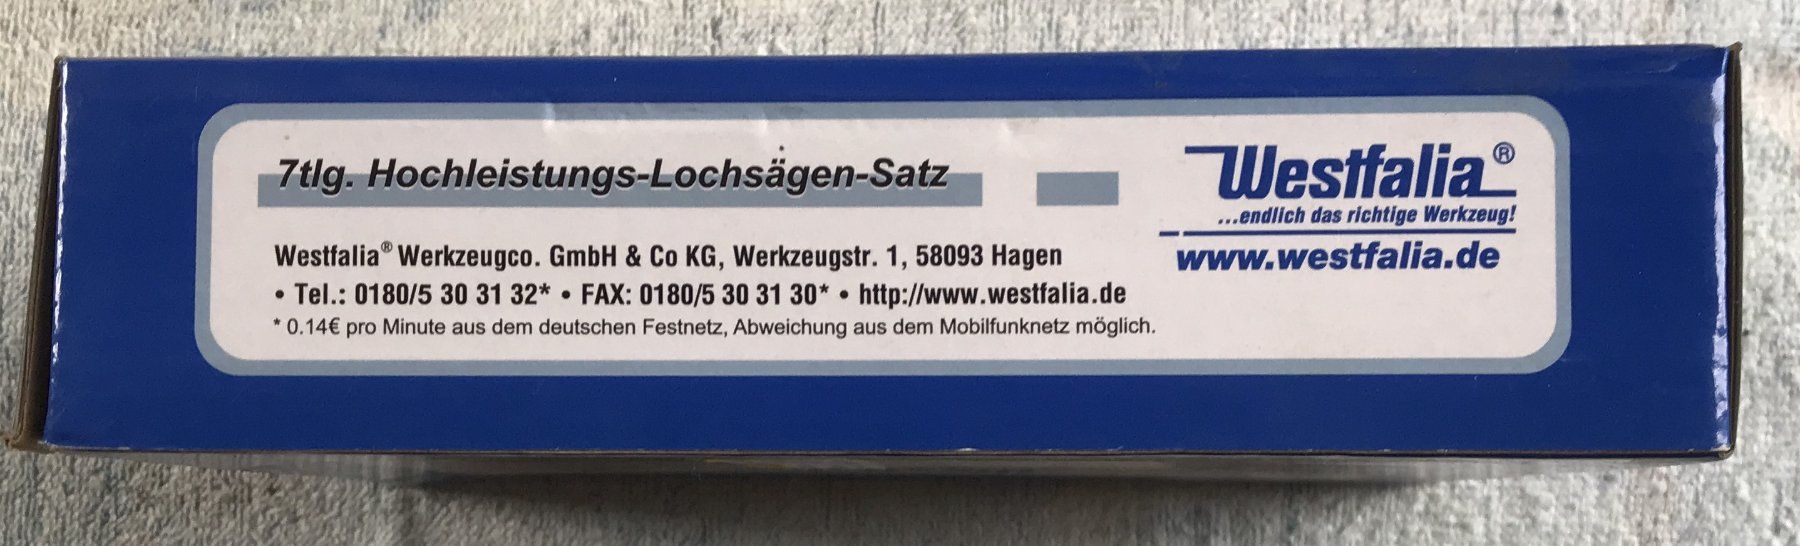 7tlg. Hochleistungs-Lochsägen-Satz
Westfalia® Werkzeugco. GmbH & Co KG, Werkzeugstr. 1, 58093 Hagen
• Tel.: 0180/5 30 31 32* • FAX: 0180/5 30 31 30* • http://www.westfalia.de
* 0.14€ pro Minute aus dem deutschen Festnetz, Abweichung aus dem Mobilfunknetz möglich.
Westfalia®
...endlich das richtige Werkzeug!
www.westfalia.de